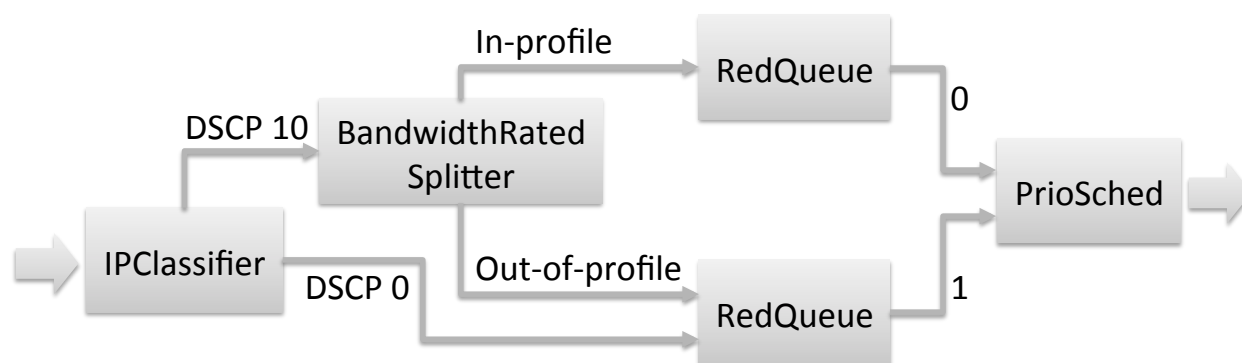 In-profile
RedQueue
0
DSCP 10
BandwidthRated
Splitter
PrioSched
IPClassifier
Out-of-profile
DSCP 0
RedQueue
1